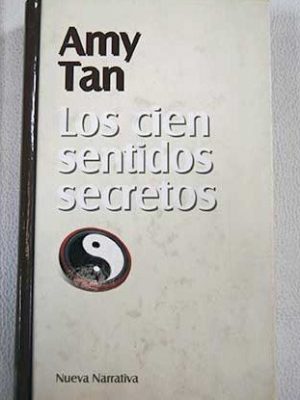 Amy
Tan
Los cien
sentidos
secretos
Nueva Narrativa